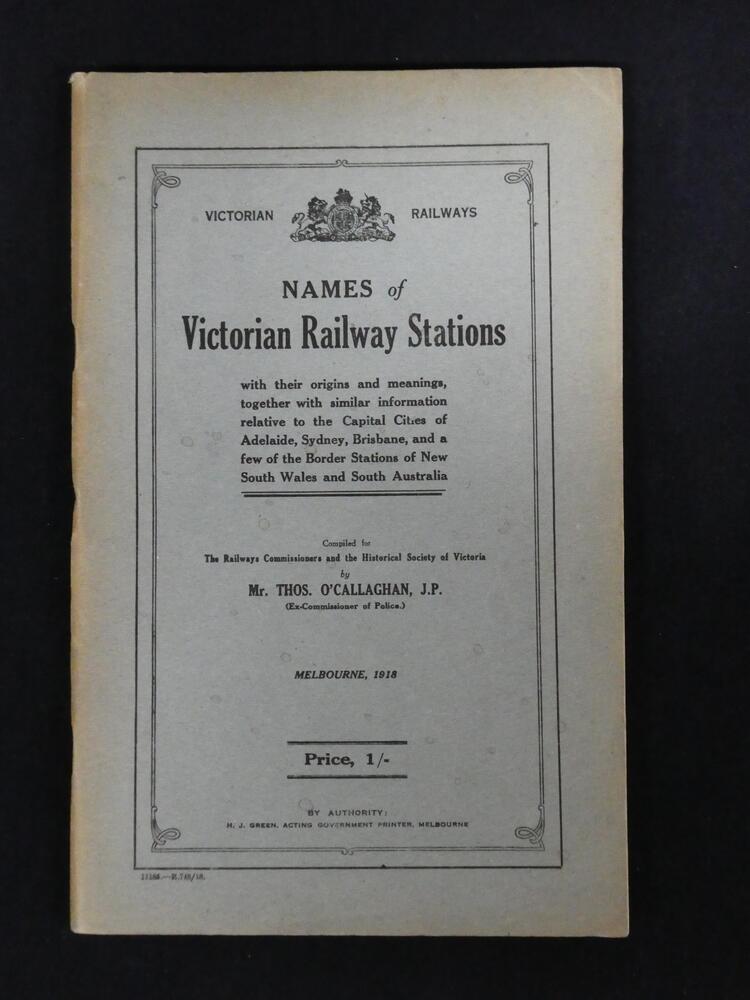 VICTORIAN RAILWAYS
NAMES of
Victorian Railway Stations
with their origins and meanings,
together with similar information
relative to the Capital Cities of
Adelaide, Sydney, Brisbane, and a
few of the Border Stations of New
South Wales and South Australia
Compiled for
The Railways Commissioners and the Historical Society of Victoria
by
Mr. THOS. O'CALLAGHAN, J.P.
(Ex-Commissioner of Police.)
MELBOURNE, 1918
Price, 1/-
BY AUTHORITY:
H. J. GREEN, ACTING GOVERNMENT PRINTER, MELBOURNE